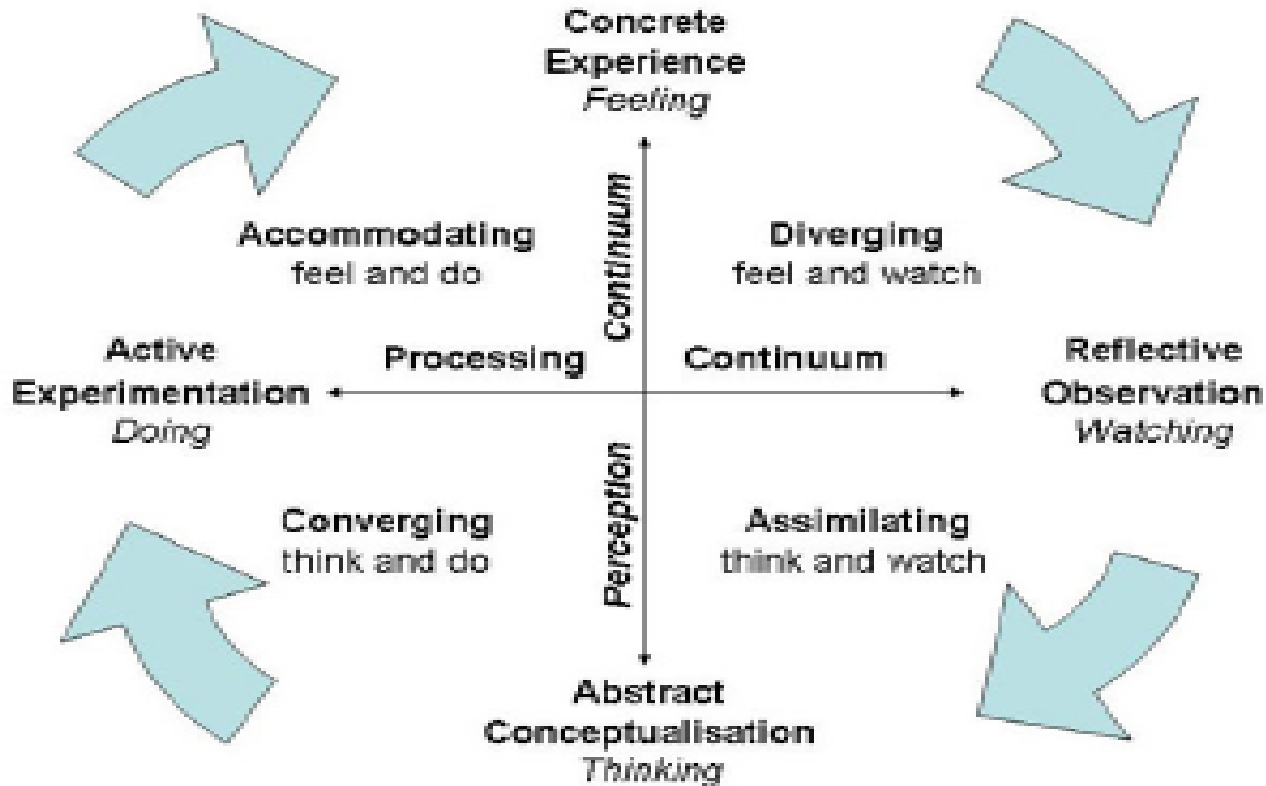 Concrete
Experience
Feeling
Continuum
Accommodating
feel and do
Diverging
feel and watch
Active
Experimentation
Doing
Processing
Continuum
Reflective
Observation
Watching
Perception
Converging
think and do
Assimilating
think and watch
Abstract
Conceptualisation
Thinking